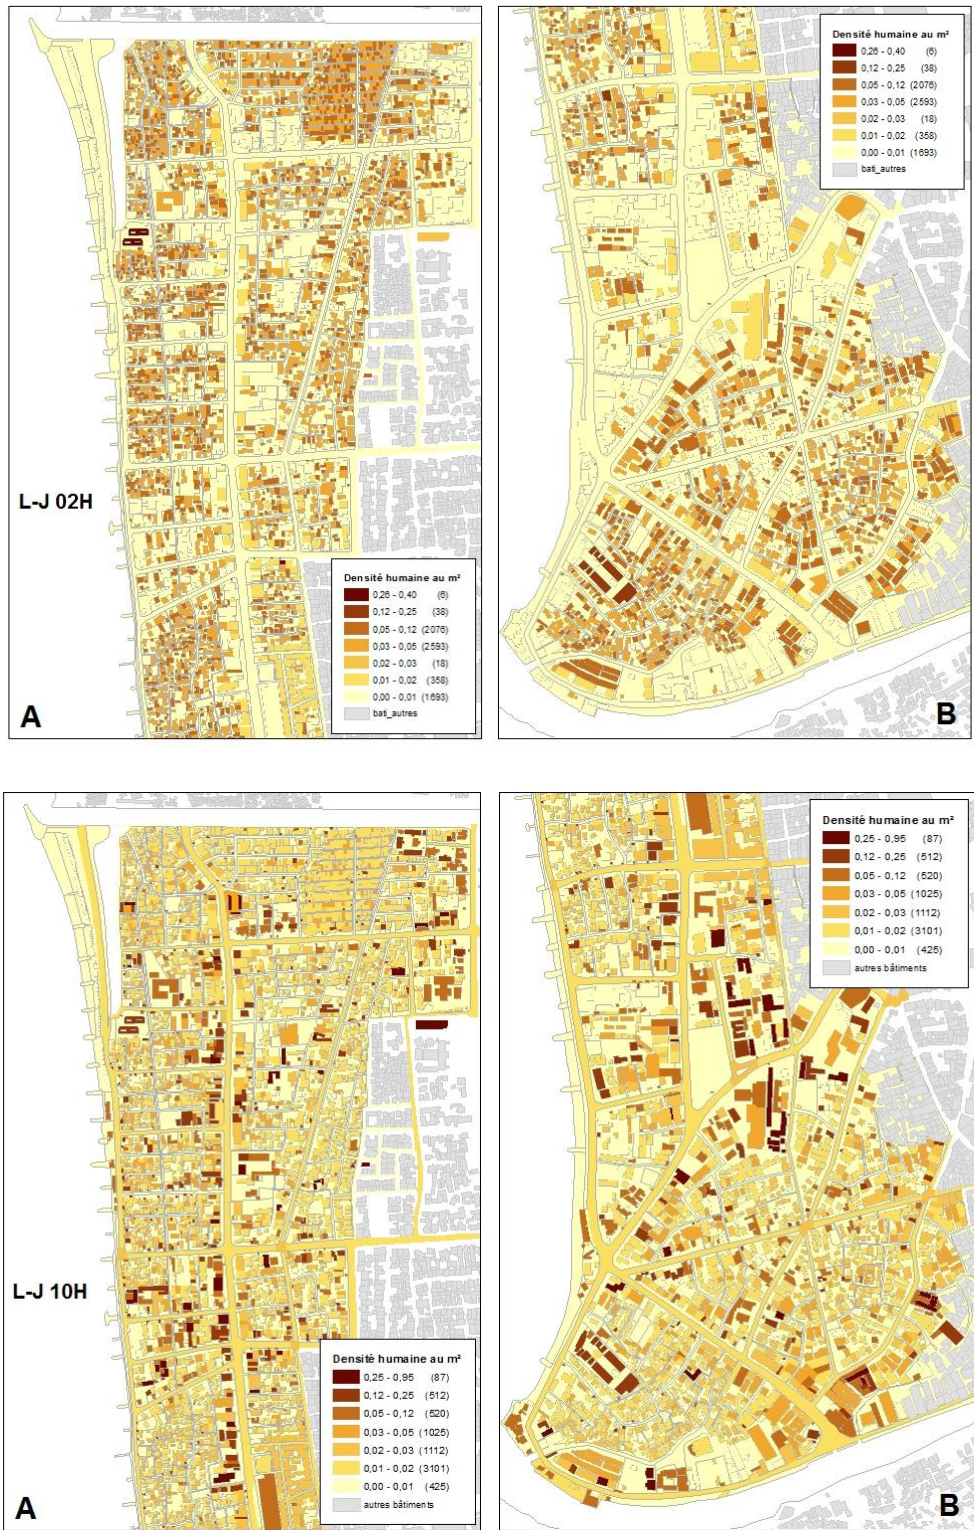 Densité humaine au m²
0,26 - 0,40 (6)
0,12 - 0,25 (38)
0,05 - 0,12 (2076)
0,03 - 0,05 (2593)
0,02 - 0,03 (18)
0,01 - 0,02 (358)
0,00 - 0,01 (1693)
bati_autres
L-J 02H
Densité humaine au m²
0,26 - 0,40 (6)
0,12 - 0,25 (38)
0,05 - 0,12 (2076)
0,03 - 0,05 (2593)
0,02 - 0,03 (18)
0,01 - 0,02 (358)
0,00 - 0,01 (1693)
bati_autres
A
B
Densité humaine au m²
0,25 - 0,95 (87)
0,12 - 0,25 (512)
0,05 - 0,12 (520)
0,03 - 0,05 (1025)
0,02 - 0,03 (1112)
0,01 - 0,02 (3101)
0,00 - 0,01 (425)
autres bâtiments
L-J 10H
Densité humaine au m²
0,25 - 0,95 (87)
0,12 - 0,25 (512)
0,05 - 0,12 (520)
0,03 - 0,05 (1025)
0,02 - 0,03 (1112)
0,01 - 0,02 (3101)
0,00 - 0,01 (425)
autres bâtiments
A
B